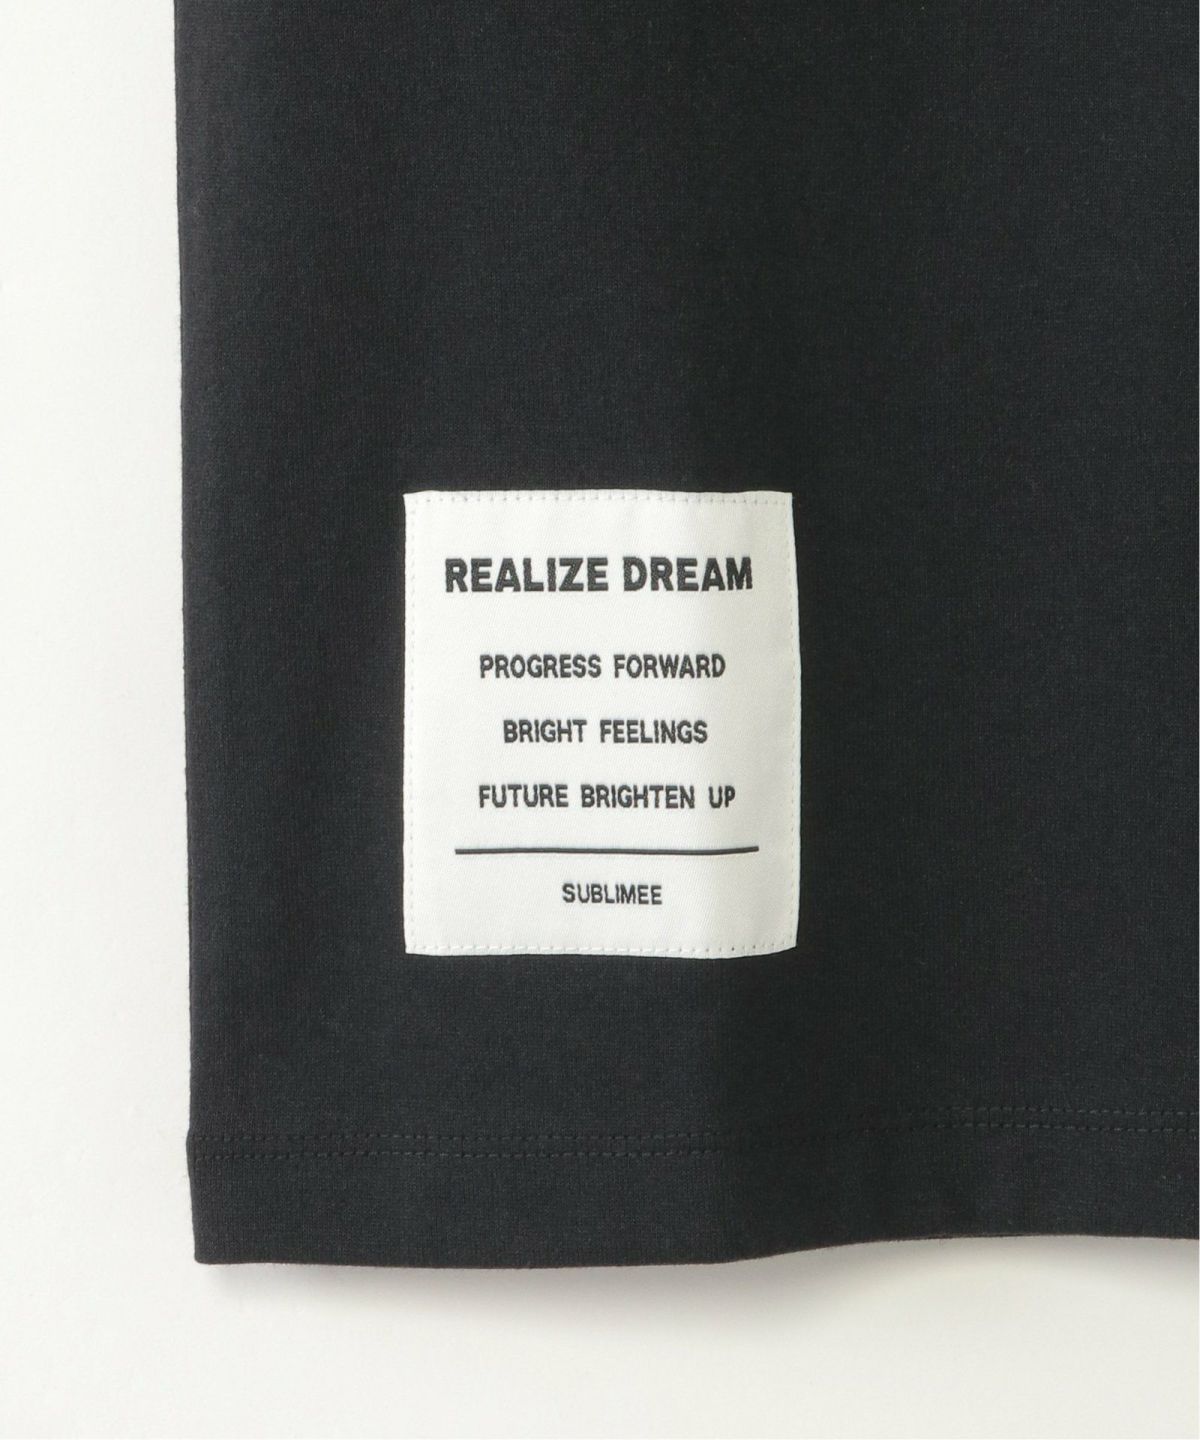 REALIZE DREAM
PROGRESS FORWARD
BRIGHT FEELINGS
FUTURE BRIGHTEN UP
SUBLIMEE